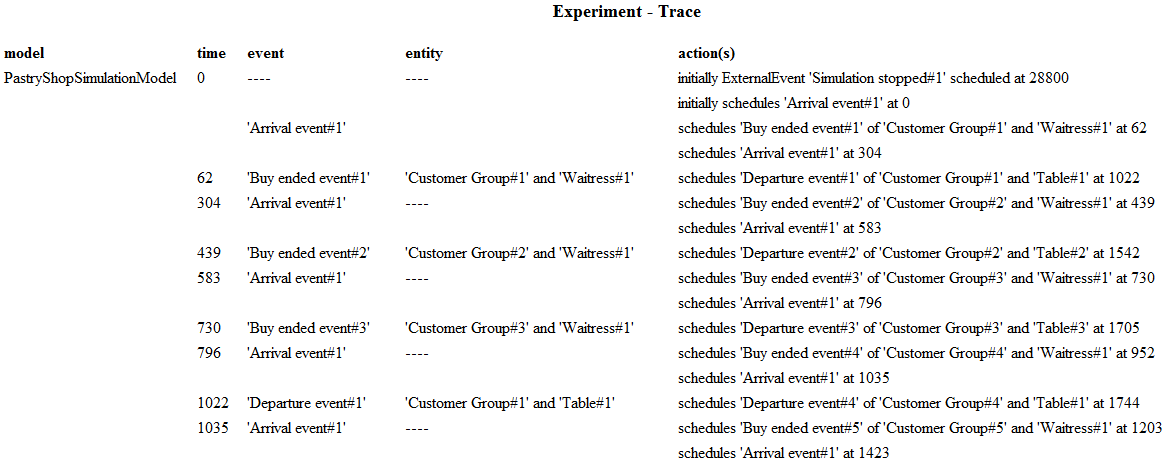 Experiment - Trace
model time event entity action(s)
PastryShopSimulationModel 0 ---- ---- initially ExternalEvent 'Simulation stopped#1' scheduled at 28800
initially schedules 'Arrival event#1' at 0
'Arrival event#1' schedules 'Buy ended event#1' of 'Customer Group#1' and 'Waitress#1' at 62
schedules 'Arrival event#1' at 304
62 'Buy ended event#1' 'Customer Group#1' and 'Waitress#1' schedules 'Departure event#1' of 'Customer Group#1' and 'Table#1' at 1022
304 'Arrival event#1' ---- schedules 'Buy ended event#2' of 'Customer Group#2' and 'Waitress#1' at 439
schedules 'Arrival event#1' at 583
439 'Buy ended event#2' 'Customer Group#2' and 'Waitress#1' schedules 'Departure event#2' of 'Customer Group#2' and 'Table#2' at 1542
583 'Arrival event#1' ---- schedules 'Buy ended event#3' of 'Customer Group#3' and 'Waitress#1' at 730
schedules 'Arrival event#1' at 796
730 'Buy ended event#3' 'Customer Group#3' and 'Waitress#1' schedules 'Departure event#3' of 'Customer Group#3' and 'Table#3' at 1705
796 'Arrival event#1' ---- schedules 'Buy ended event#4' of 'Customer Group#4' and 'Waitress#1' at 952
schedules 'Arrival event#1' at 1035
1022 'Departure event#1' 'Customer Group#1' and 'Table#1' schedules 'Departure event#4' of 'Customer Group#4' and 'Table#1' at 1744
1035 'Arrival event#1' ---- schedules 'Buy ended event#5' of 'Customer Group#5' and 'Waitress#1' at 1203
schedules 'Arrival event#1' at 1423